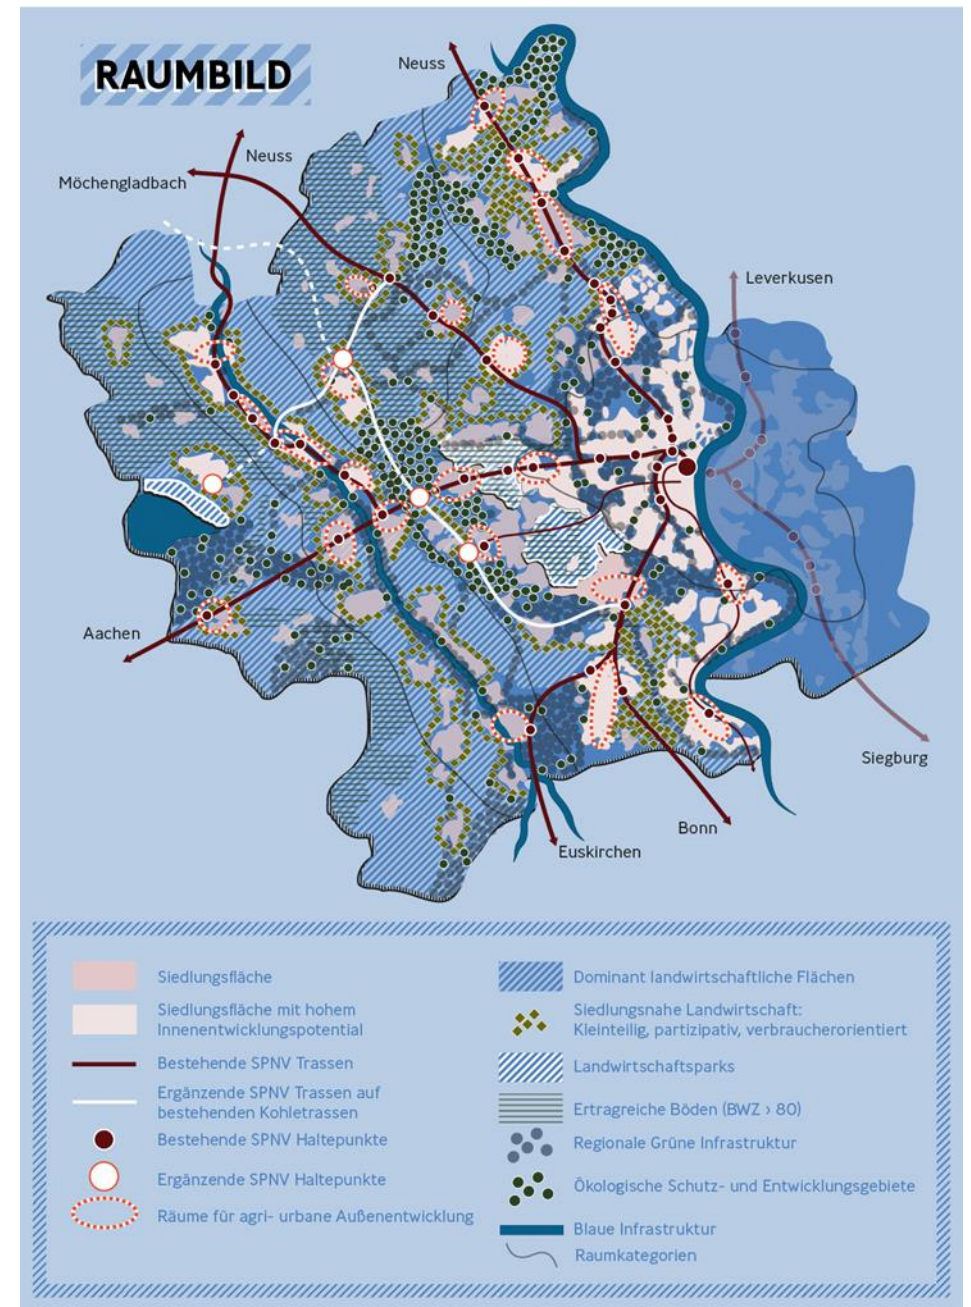 RAUMBILD
Neuss
Neuss
Möchengladbach
Leverkusen
Aachen
Siegburg
Bonn
Euskirchen
Siedlungsfläche
Siedlungsfläche mit hohem
Innenentwicklungspotential
Bestehende SPNV Trassen
Ergänzende SPNV Trassen auf
bestehenden Kohletrassen
Bestehende SPNV Haltepunkte
Ergänzende SPNV Haltepunkte
Räume für agri- urbane Außenentwicklung
Dominant landwirtschaftliche Flächen
Siedlungsnahe Landwirtschaft:
Kleinteilig, partizipativ, verbraucherorientiert
Landwirtschaftsparks
Ertragreiche Böden (BWZ > 80)
Regionale Grüne Infrastruktur
Ökologische Schutz- und Entwicklungsgebiete
Blaue Infrastruktur
Raumkategorien